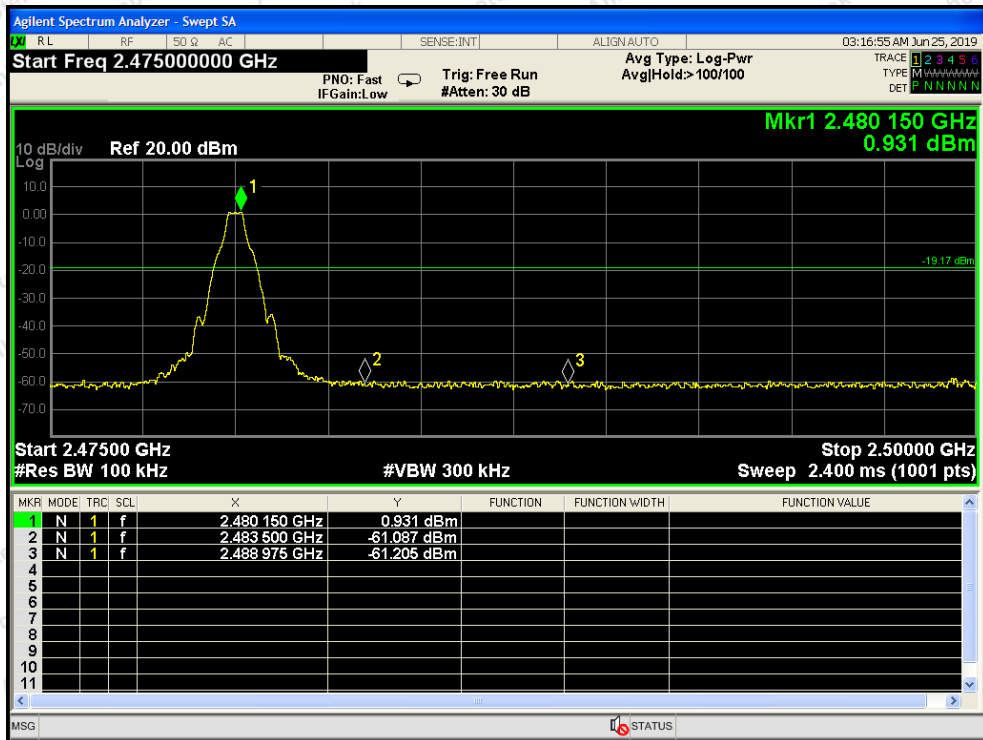 Agilent Spectrum Analyzer - Swept SA
LXI RL RF 50 Ω AC SENSE:INT ALIGN AUTO 03:16:55 AM Jun 25, 2019
Start Freq 2.475000000 GHz
PNO: Fast
IFGain:Low
Trig: Free Run
#Atten: 30 dB
Avg Type: Log-Pwr
Avg|Hold:>100/100
TRACE 1 2 3 4 5 6
TYPE M WWWWW
DET P N N N N N
Mkr1 2.480 150 GHz
0.931 dBm
10 dB/div Ref 20.00 dBm
Log
10.0
0.00
-10.0
-20.0
-30.0
-40.0
-50.0
-60.0
-70.0
1
2
3
-19.17 dBm
Start 2.47500 GHz Stop 2.50000 GHz
#Res BW 100 kHz #VBW 300 kHz Sweep 2.400 ms (1001 pts)
MKR MODE TRC SCL X Y FUNCTION FUNCTION WIDTH FUNCTION VALUE
1 N 1 f 2.480 150 GHz 0.931 dBm
2 N 1 f 2.483 500 GHz -61.087 dBm
3 N 1 f 2.488 975 GHz -61.205 dBm
4
5
6
7
8
9
10
11
MSG STATUS